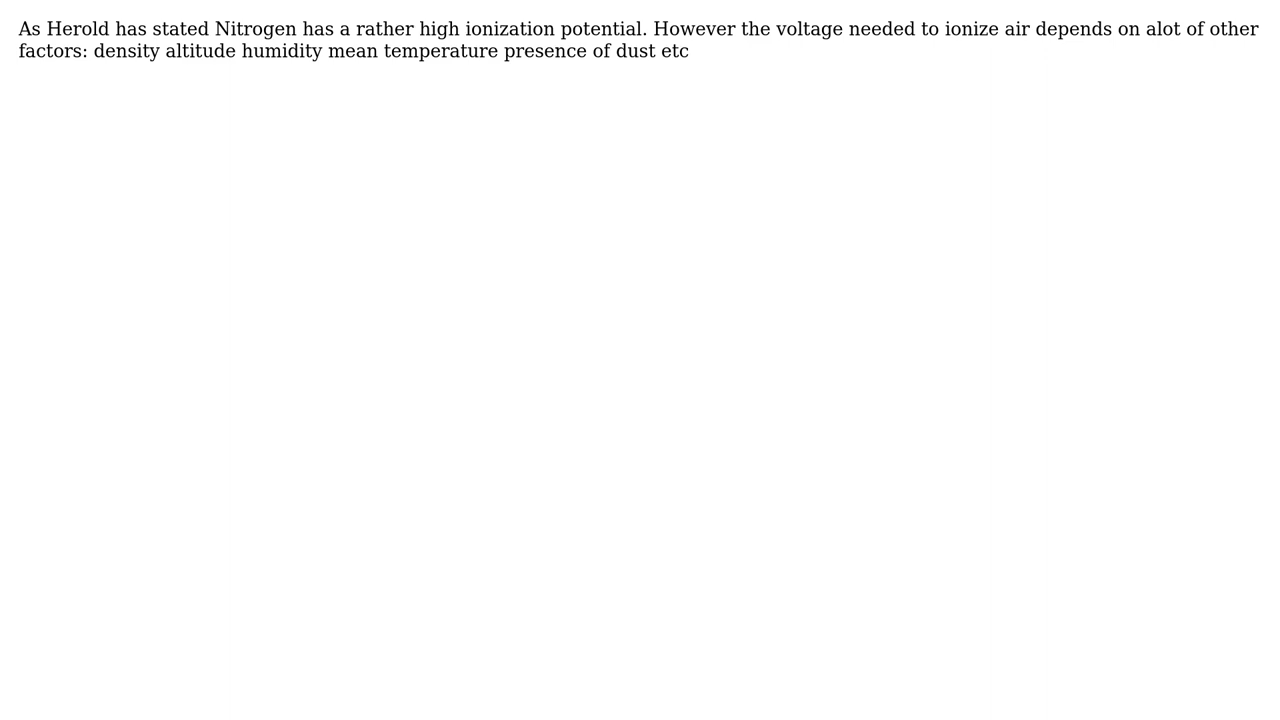 As Herold has stated Nitrogen has a rather high ionization potential. However the voltage needed to ionize air depends on alot of other
factors: density altitude humidity mean temperature presence of dust etc